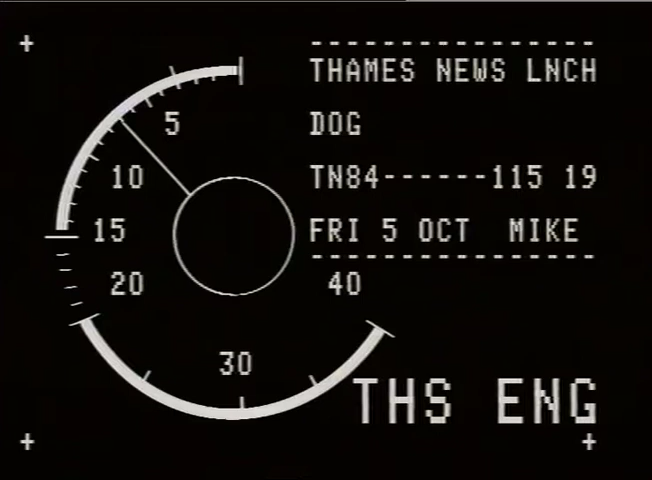 THAMES NEWS LNCH
DOG
TN84------115 19
FRI 5 OCT MIKE
5
10
15
20
30
40
THS ENG